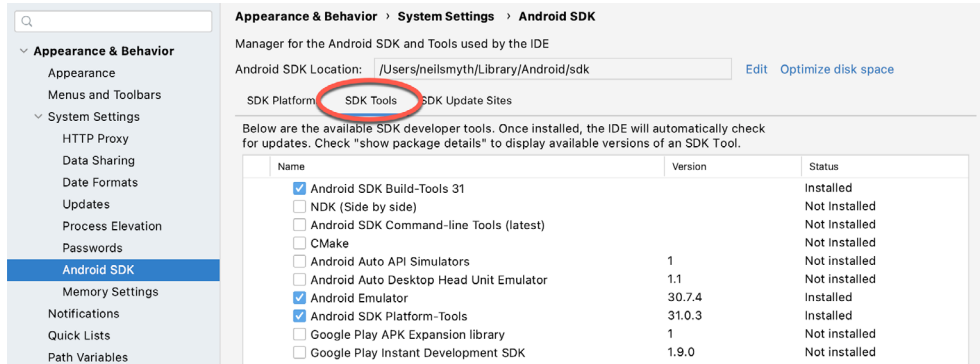 Appearance & Behavior
Appearance
Menus and Toolbars
System Settings
HTTP Proxy
Data Sharing
Date Formats
Updates
Process Elevation
Passwords
Android SDK
Memory Settings
Notifications
Quick Lists
Path Variables
Appearance & Behavior › System Settings › Android SDK
Manager for the Android SDK and Tools used by the IDE
Android SDK Location: /Users/neilsmyth/Library/Android/sdk Edit Optimize disk space
SDK Platform SDK Tools SDK Update Sites
Below are the available SDK developer tools. Once installed, the IDE will automatically check
for updates. Check "show package details" to display available versions of an SDK Tool.
Name Version Status
Android SDK Build-Tools 31 Installed
NDK (Side by side) Not Installed
Android SDK Command-line Tools (latest) Not Installed
CMake Not Installed
Android Auto API Simulators 1 Not installed
Android Auto Desktop Head Unit Emulator 1.1 Not installed
Android Emulator 30.7.4 Installed
Android SDK Platform-Tools 31.0.3 Installed
Google Play APK Expansion library 1 Not installed
Google Play Instant Development SDK 1.9.0 Not installed